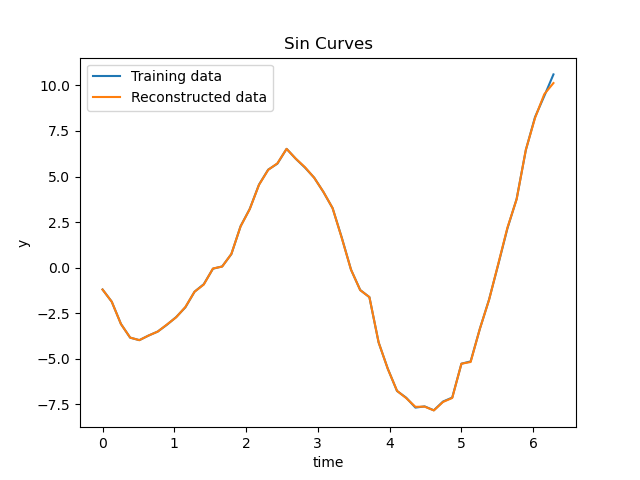 Sin Curves
Training data
Reconstructed data
10.0
7.5
5.0
2.5
0.0
−2.5
−5.0
−7.5
y
0 1 2 3 4 5 6
time